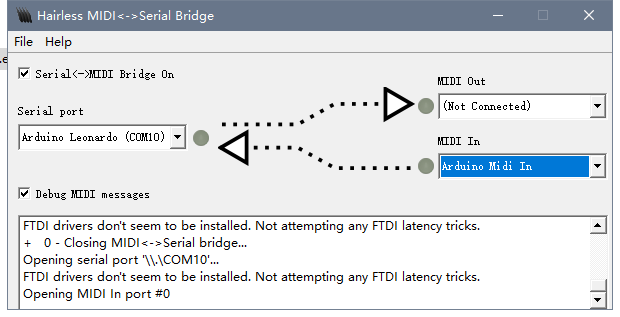 Hairless MIDI<->Serial Bridge
File Help
Serial<->MIDI Bridge On
MIDI Out
(Not Connected)
Serial port
Arduino Leonardo (COM10)
MIDI In
Arduino Midi In
Debug MIDI messages
FTDI drivers don't seem to be installed. Not attempting any FTDI latency tricks.
+ 0 - Closing MIDI<->Serial bridge...
Opening serial port '\\.\COM10'...
FTDI drivers don't seem to be installed. Not attempting any FTDI latency tricks.
Opening MIDI In port #0